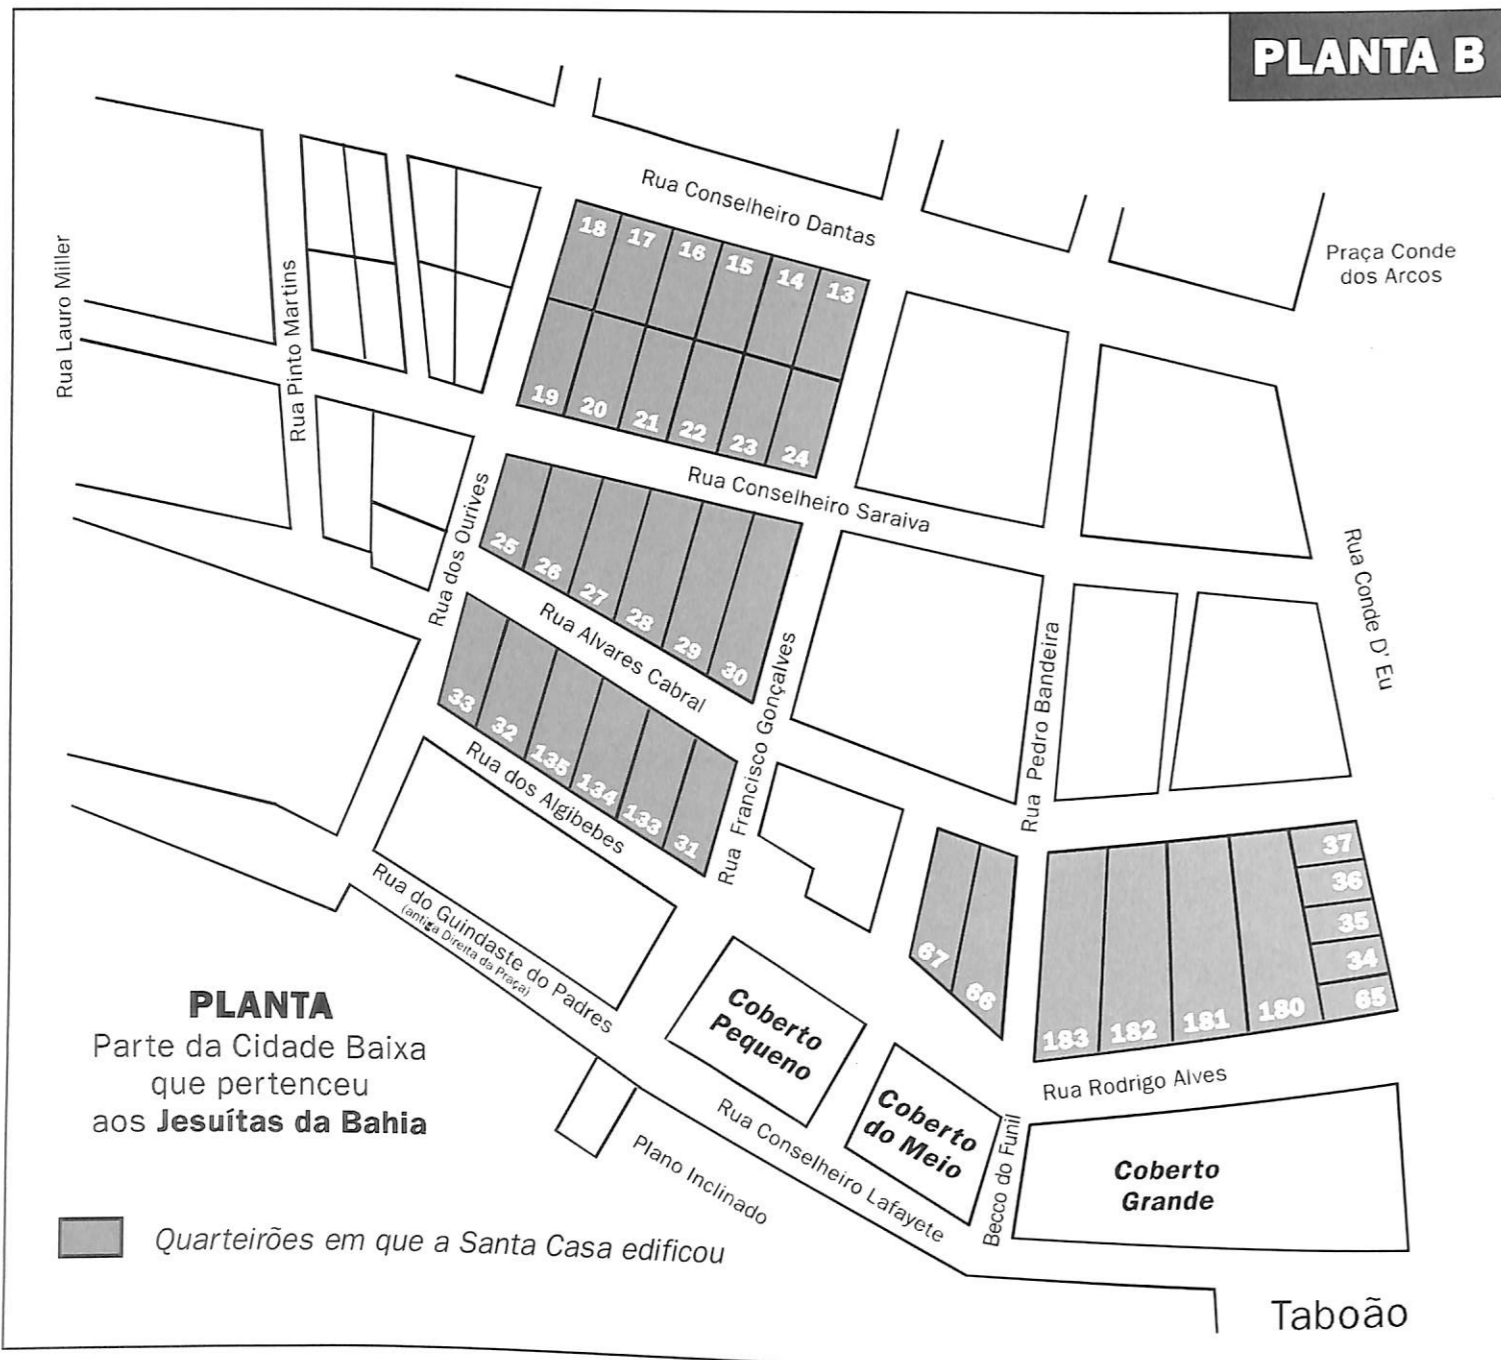 PLANTA B
Rua Conselheiro Dantas
Praça Conde
dos Arcos
Rua Lauro Miller
Rua Pinto Martins
18 17 16 15 14 13
19 20 21 22 23 24
Rua Conselheiro Saraiva
Rua dos Ourives
25 26 27 28 29 30
Rua Alvares Cabral
Rua Francisco Gonçalves
Rua Pedro Bandeira
Rua Conde D' Eu
33 32 135 134 133 31
Rua dos Algibebes
Rua do Guindaste do Padres
(antiga Direita da Praça)
67 66
183 182 181 180
37
36
35
34
65
Rua Rodrigo Alves
Coberto
Pequeno
Coberto
do Meio
Becco do Funil
Coberto
Grande
Rua Conselheiro Lafayete
Plano Inclinado
PLANTA
Parte da Cidade Baixa
que pertenceu
aos Jesuítas da Bahia
Quarteirões em que a Santa Casa edificou
Taboão